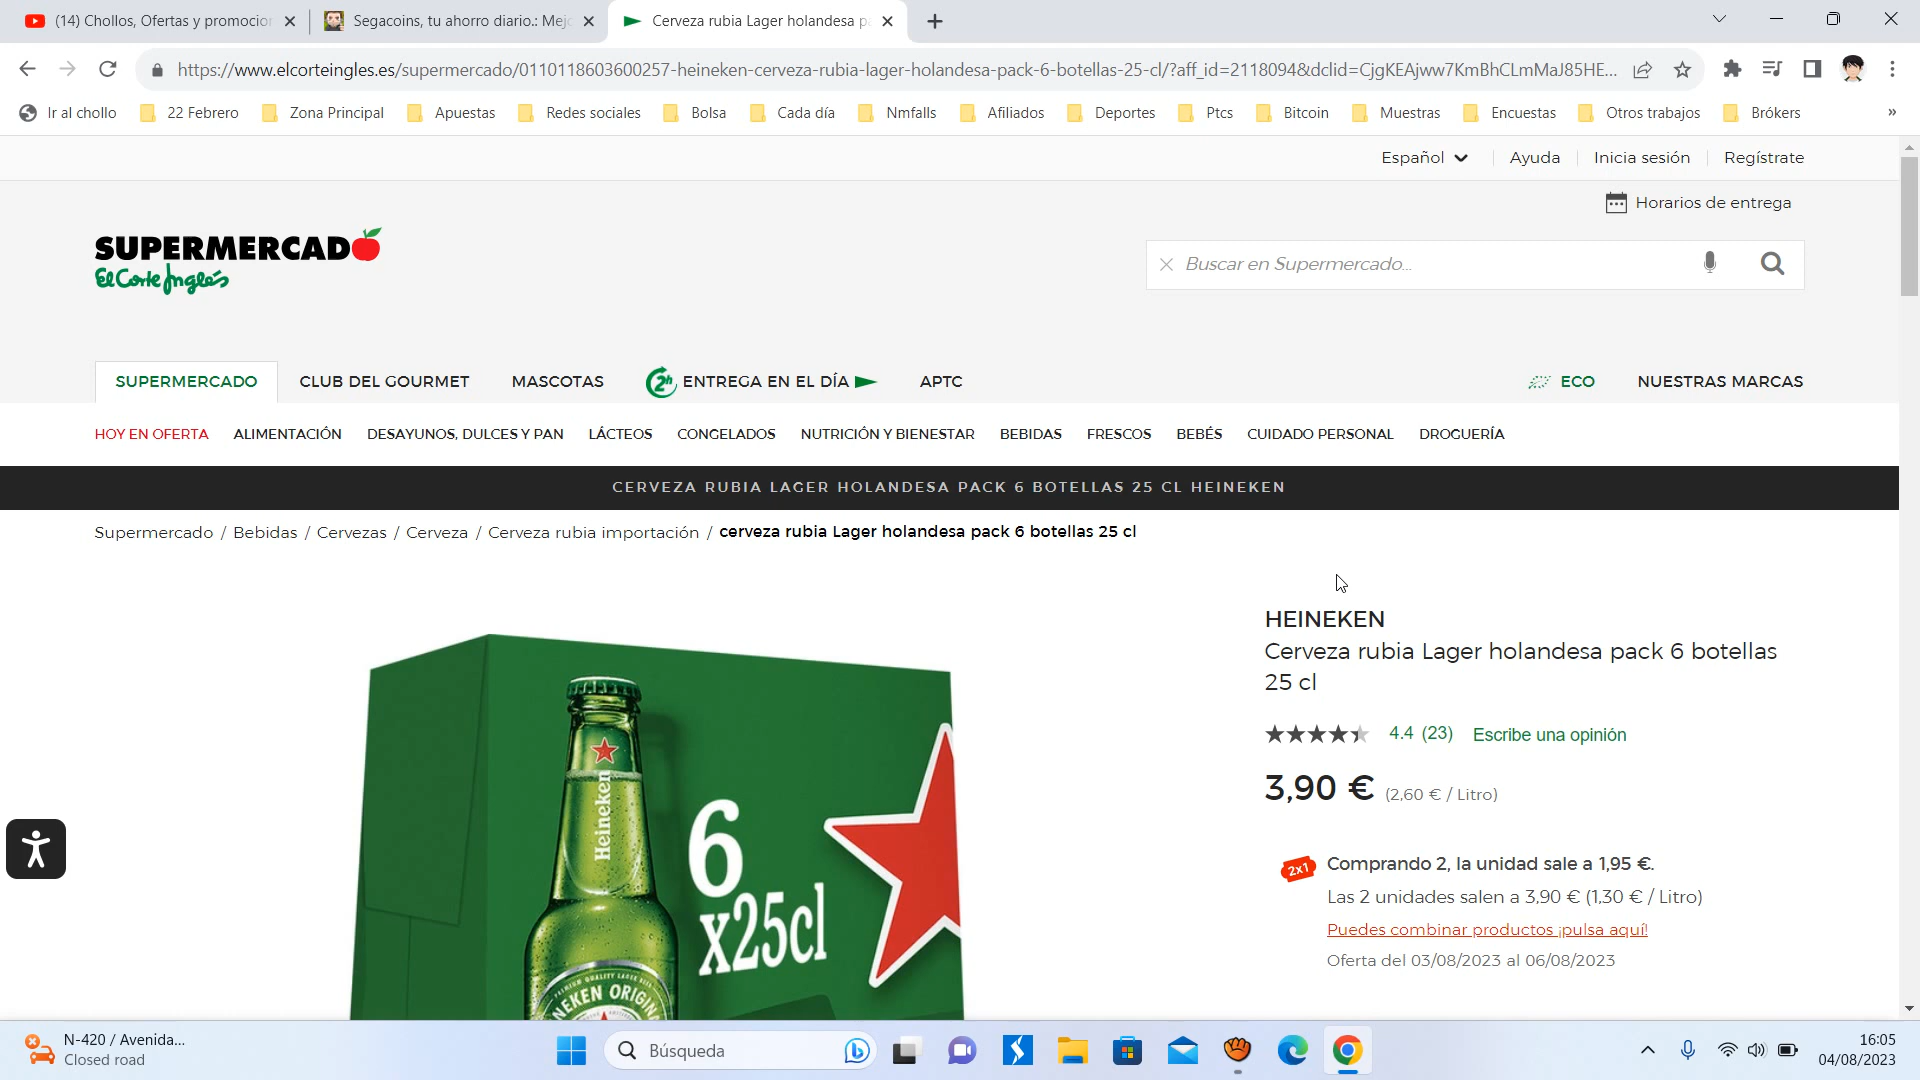 (14) Chollos, Ofertas y promocion
Segacoins, tu ahorro diario.: Mejo
Cerveza rubia Lager holandesa pa
https://www.elcorteingles.es/supermercado/0110118603600257-heineken-cerveza-rubia-lager-holandesa-pack-6-botellas-25-cl/?aff_id=2118094&dclid=CjgKEAjww7KmBhCLmMaJ85HE...
Ir al chollo
22 Febrero
Zona Principal
Apuestas
Redes sociales
Bolsa
Cada día
Nmfalls
Afiliados
Deportes
Ptcs
Bitcoin
Muestras
Encuestas
Otros trabajos
Brókers
»
Español
Ayuda
Inicia sesión
Regístrate
Horarios de entrega
SUPERMERCADO
El Corte Inglés
Buscar en Supermercado...
SUPERMERCADO
CLUB DEL GOURMET
MASCOTAS
2h ENTREGA EN EL DÍA
APTC
ECO
NUESTRAS MARCAS
HOY EN OFERTA
ALIMENTACIÓN
DESAYUNOS, DULCES Y PAN
LÁCTEOS
CONGELADOS
NUTRICIÓN Y BIENESTAR
BEBIDAS
FRESCOS
BEBÉS
CUIDADO PERSONAL
DROGUERÍA
CERVEZA RUBIA LAGER HOLANDESA PACK 6 BOTELLAS 25 CL HEINEKEN
Supermercado / Bebidas / Cervezas / Cerveza / Cerveza rubia importación / cerveza rubia Lager holandesa pack 6 botellas 25 cl
Heineken
6
x25cl
PREMIUM QUALITY LAGER BEER
EKEN ORIGIN
HEINEKEN
Cerveza rubia Lager holandesa pack 6 botellas
25 cl
4.4 (23) Escribe una opinión
3,90 € (2,60 € / Litro)
2x1
Comprando 2, la unidad sale a 1,95 €.
Las 2 unidades salen a 3,90 € (1,30 € / Litro)
Puedes combinar productos ¡pulsa aquí!
Oferta del 03/08/2023 al 06/08/2023
N-420 / Avenida...
Closed road
Búsqueda
16:05
04/08/2023